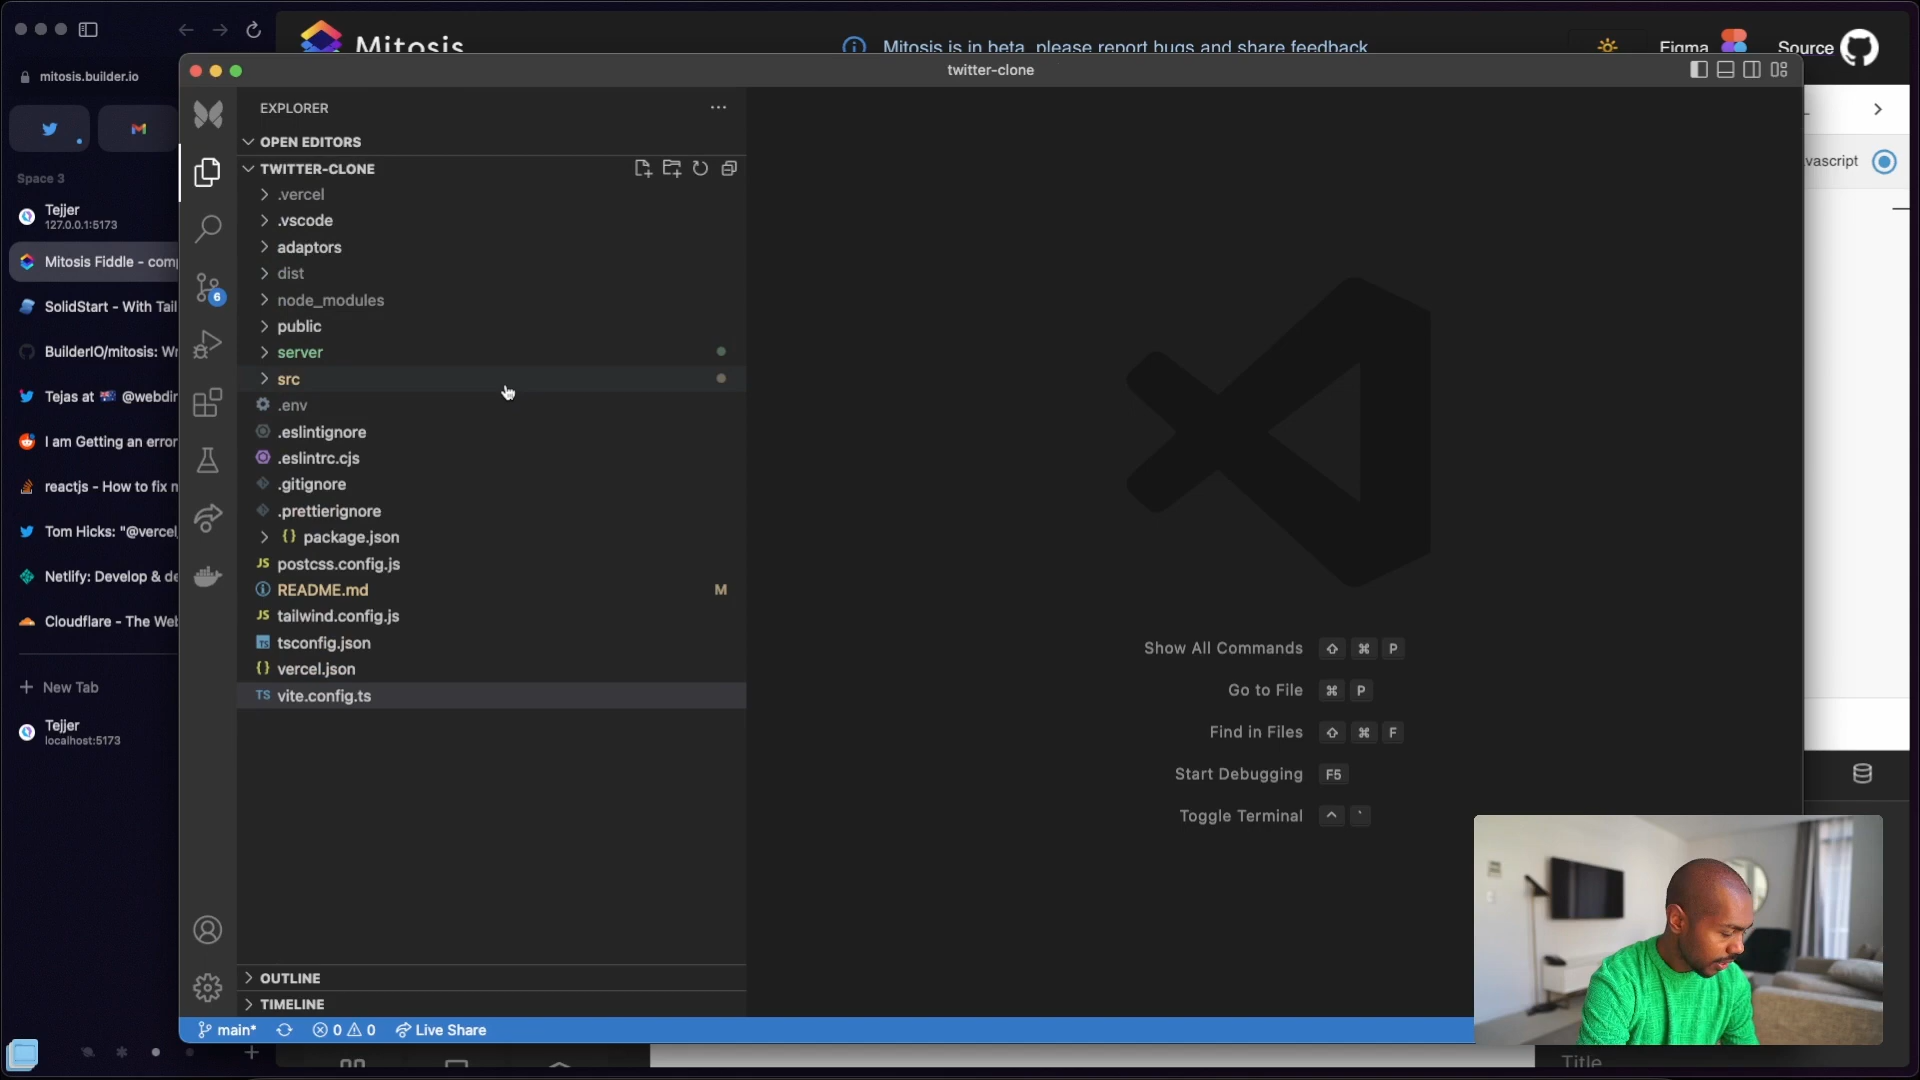 Mitosis
Mitosis is in beta, please report bugs and share feedback
Figma
Source
mitosis.builder.io
Space 3
Tejjer
127.0.0.1:5173
Mitosis Fiddle - com
SolidStart - With Tail
BuilderIO/mitosis: Wr
Tejas at 🇦🇺 @webdir
I am Getting an error
reactjs - How to fix n
Tom Hicks: "@vercel
Netlify: Develop & de
Cloudflare - The Web
New Tab
Tejjer
localhost:5173
twitter-clone
EXPLORER
OPEN EDITORS
TWITTER-CLONE
.vercel
.vscode
adaptors
dist
node_modules
public
server
src
.env
.eslintignore
.eslintrc.cjs
.gitignore
.prettierignore
{} package.json
JS postcss.config.js
README.md M
JS tailwind.config.js
TS tsconfig.json
{} vercel.json
TS vite.config.ts
6
OUTLINE
TIMELINE
main* 0 0 Live Share
Show All Commands ⇧ ⌘ P
Go to File ⌘ P
Find in Files ⇧ ⌘ F
Start Debugging F5
Toggle Terminal ^ `
vascript
Title